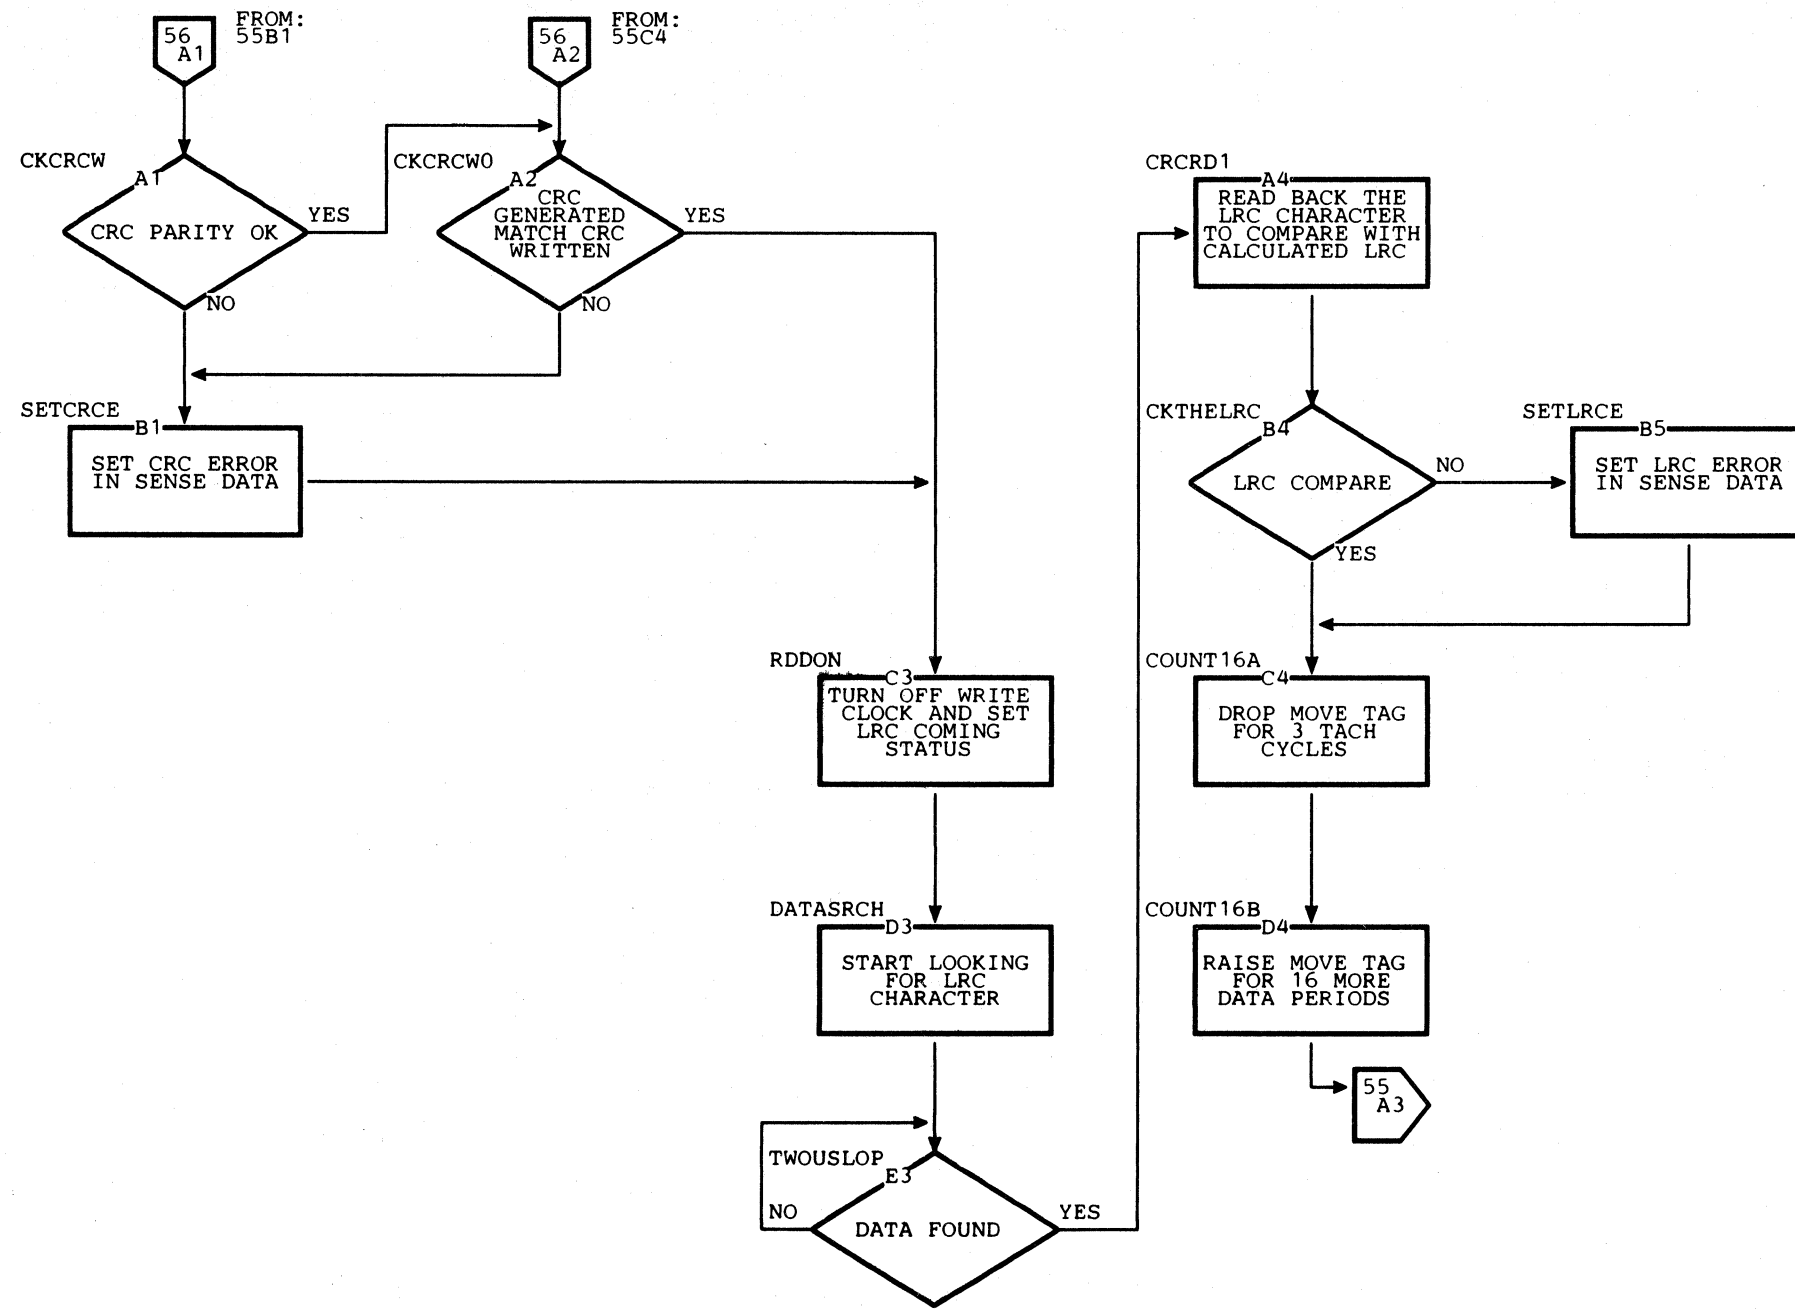 56
A1
FROM:
55B1
56
A2
FROM:
55C4
CKCRCW
A1
CRC PARITY OK
YES
NO
CKCRCW0
A2
CRC
GENERATED
MATCH CRC
WRITTEN
YES
NO
SETCRCE
B1
SET CRC ERROR
IN SENSE DATA
RDDON
C3
TURN OFF WRITE
CLOCK AND SET
LRC COMING
STATUS
DATASRCH
D3
START LOOKING
FOR LRC
CHARACTER
TWOUSLOP
E3
NO
DATA FOUND
YES
CRCRD1
A4
READ BACK THE
LRC CHARACTER
TO COMPARE WITH
CALCULATED LRC
CKTHELRC
B4
LRC COMPARE
NO
YES
SETLRCE
B5
SET LRC ERROR
IN SENSE DATA
COUNT16A
C4
DROP MOVE TAG
FOR 3 TACH
CYCLES
COUNT16B
D4
RAISE MOVE TAG
FOR 16 MORE
DATA PERIODS
55
A3